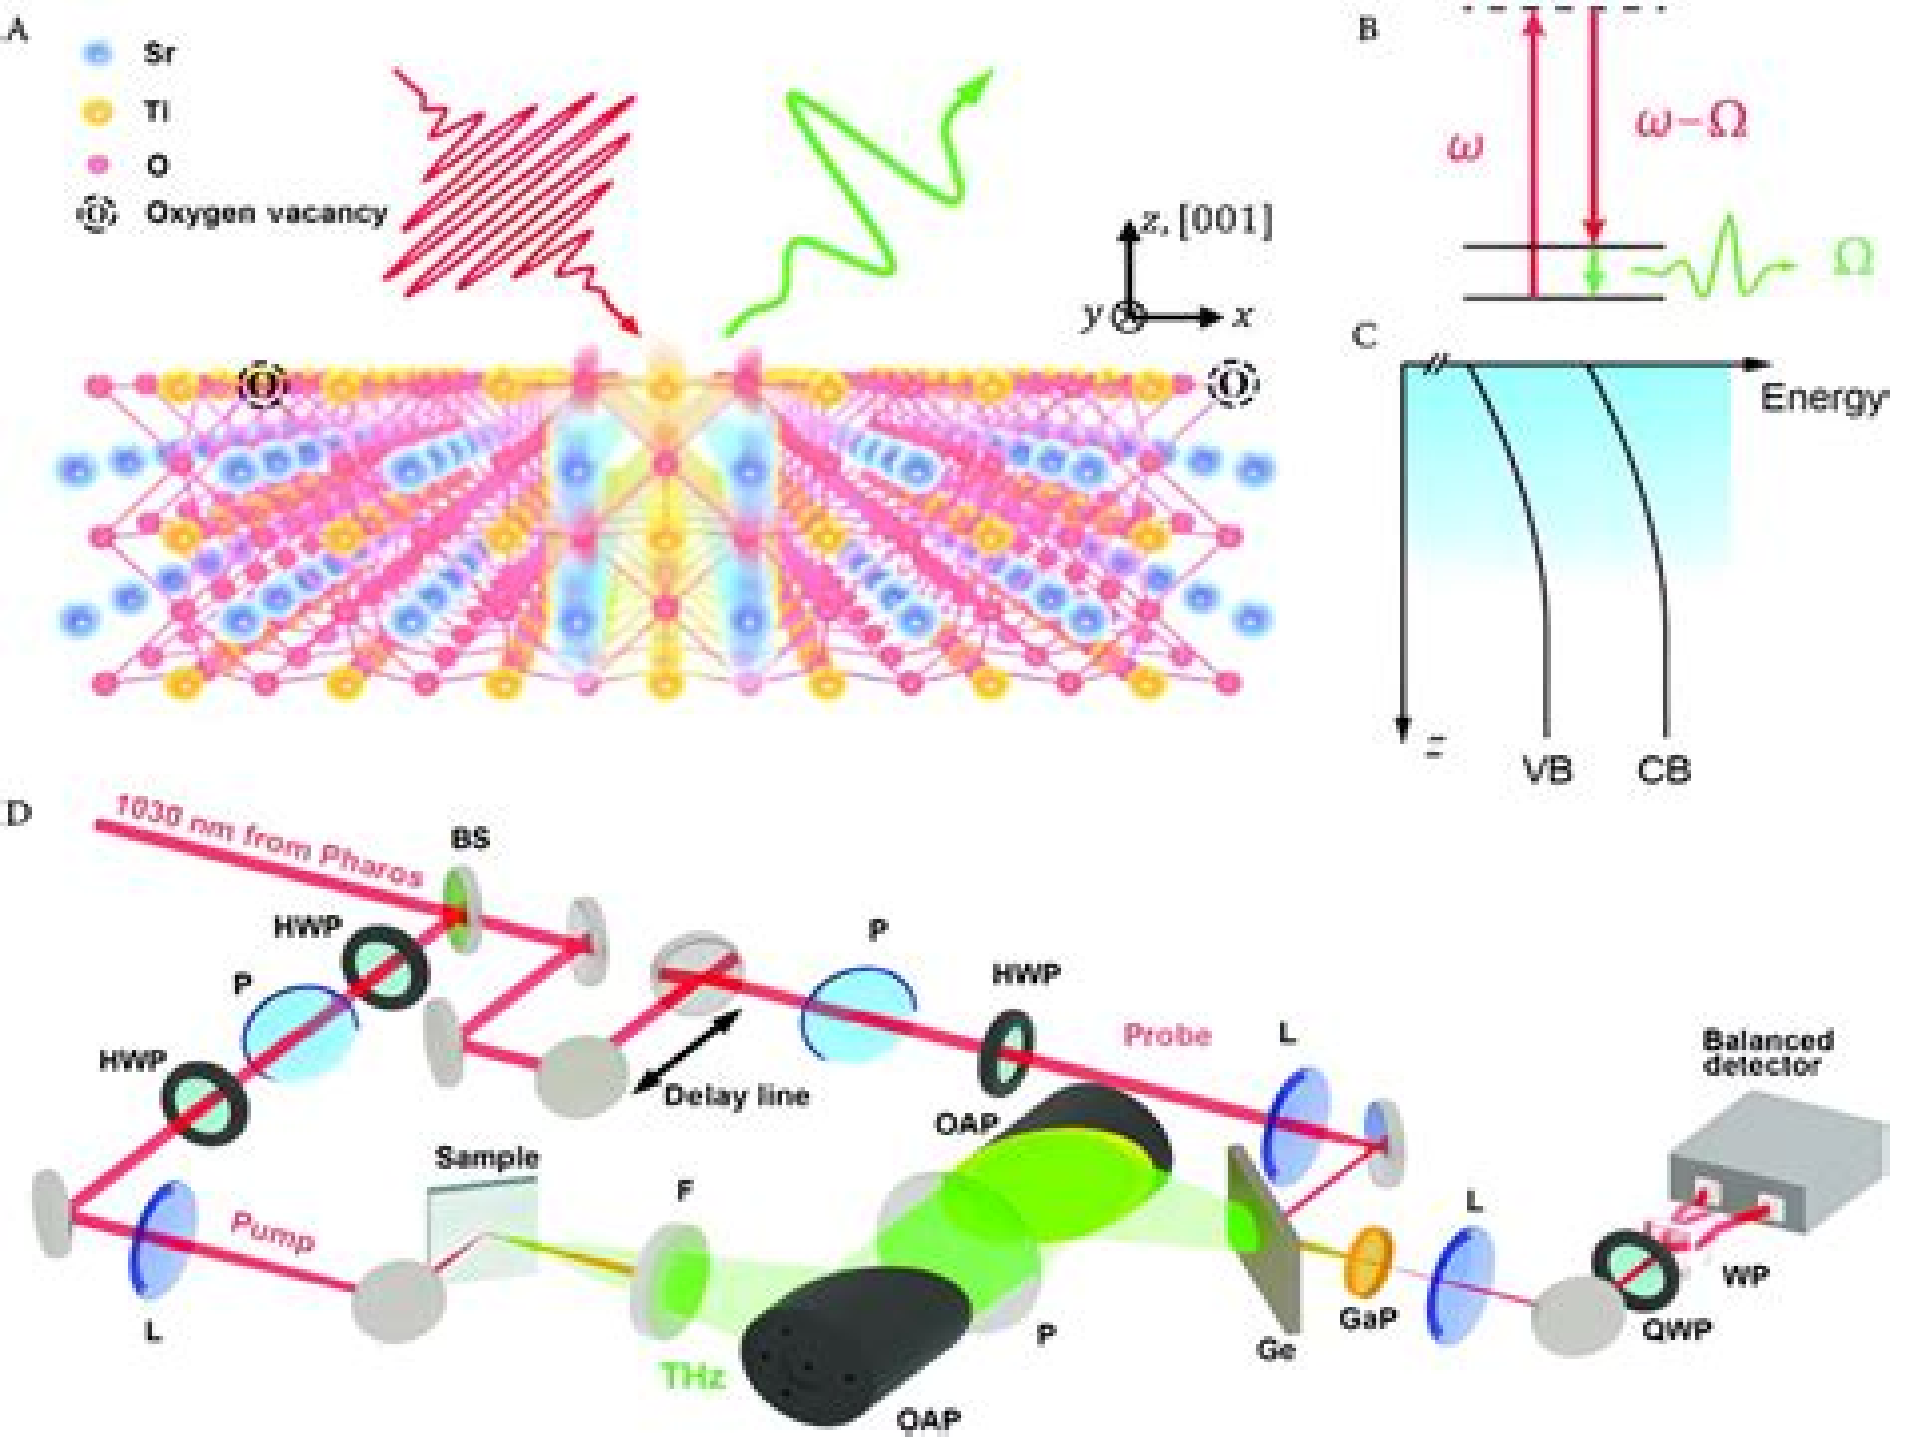 A
Sr
Ti
O
Oxygen vacancy
O
O
z, [001]
y
x
B
ω
ω−Ω
Ω
C
Energy
z
VB
CB
D
1030 nm from Pharos
BS
HWP
P
HWP
P
HWP
Probe
L
Delay line
Balanced
detector
OAP
Sample
F
L
Pump
L
THz
OAP
P
Ge
GaP
QWP
WP